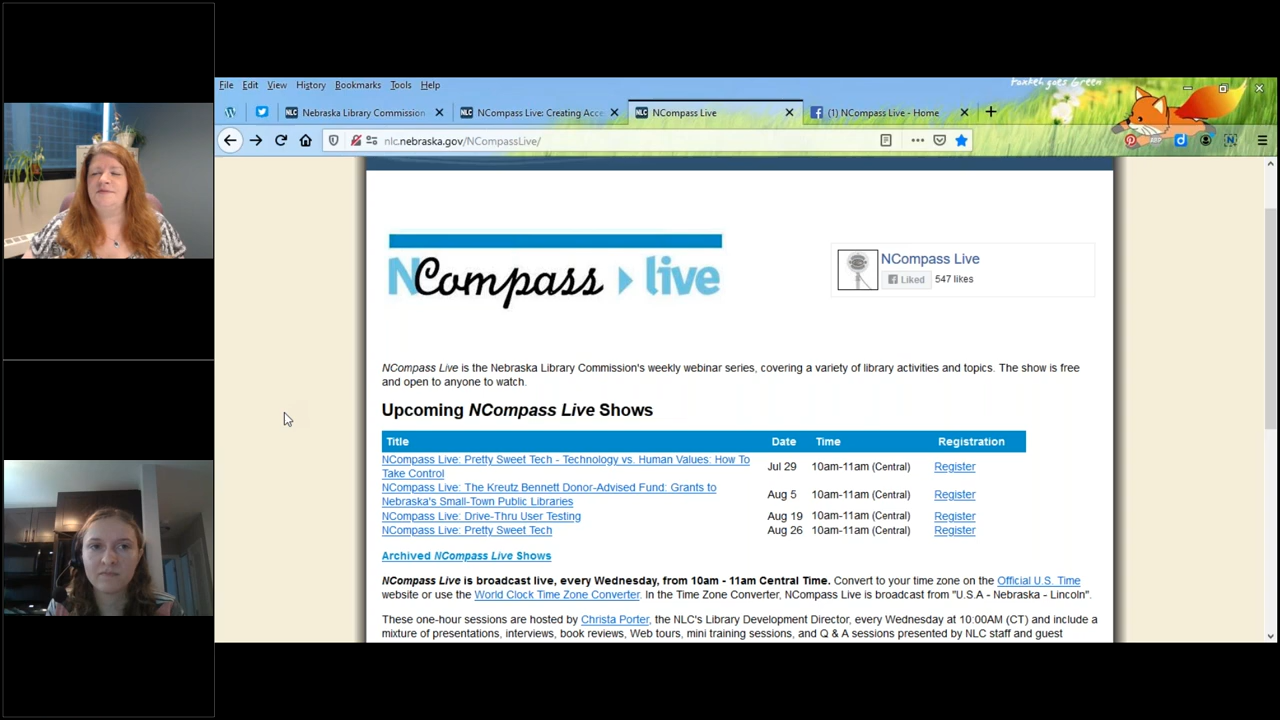 Foxkeh goes Green
File Edit View History Bookmarks Tools Help
Nebraska Library Commission
NCompass Live: Creating Acce
NCompass Live
(1) NCompass Live - Home
nlc.nebraska.gov/NCompassLive/
NCompass live
NCompass Live
Liked 547 likes
NCompass Live is the Nebraska Library Commission's weekly webinar series, covering a variety of library activities and topics. The show is free
and open to anyone to watch.
Upcoming NCompass Live Shows
Title Date Time Registration
NCompass Live: Pretty Sweet Tech - Technology vs. Human Values: How To
Take Control
Jul 29 10am-11am (Central) Register
NCompass Live: The Kreutz Bennett Donor-Advised Fund: Grants to
Nebraska's Small-Town Public Libraries
Aug 5 10am-11am (Central) Register
NCompass Live: Drive-Thru User Testing Aug 19 10am-11am (Central) Register
NCompass Live: Pretty Sweet Tech Aug 26 10am-11am (Central) Register
Archived NCompass Live Shows
NCompass Live is broadcast live, every Wednesday, from 10am - 11am Central Time. Convert to your time zone on the Official U.S. Time
website or use the World Clock Time Zone Converter. In the Time Zone Converter, NCompass Live is broadcast from "U.S.A - Nebraska - Lincoln".
These one-hour sessions are hosted by Christa Porter, the NLC's Library Development Director, every Wednesday at 10:00AM (CT) and include a
mixture of presentations, interviews, book reviews, Web tours, mini training sessions, and Q & A sessions presented by NLC staff and guest